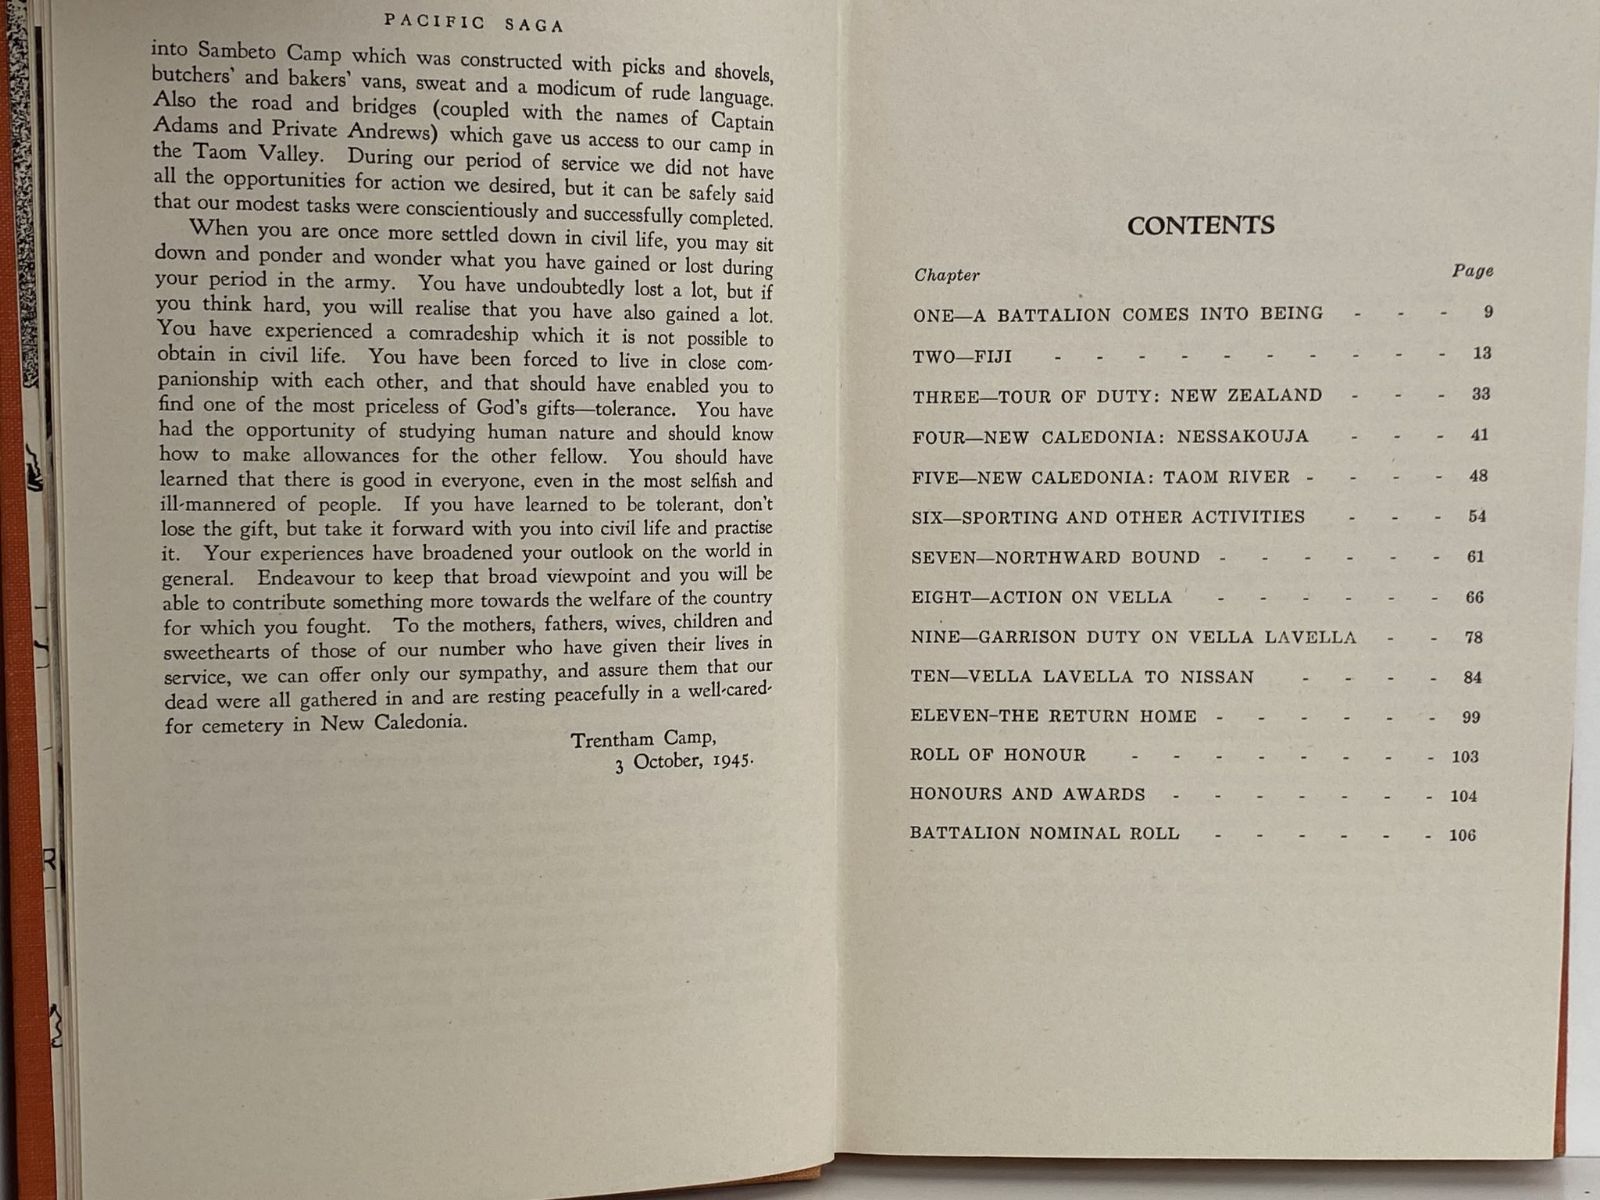 PACIFIC SAGA
into Sambeto Camp which was constructed with picks and shovels,
butchers' and bakers' vans, sweat and a modicum of rude language.
Also the road and bridges (coupled with the names of Captain
Adams and Private Andrews) which gave us access to our camp in
the Taom Valley. During our period of service we did not have
all the opportunities for action we desired, but it can be safely said
that our modest tasks were conscientiously and successfully completed.
When you are once more settled down in civil life, you may sit
down and ponder and wonder what you have gained or lost during
your period in the army. You have undoubtedly lost a lot, but if
you think hard, you will realise that you have also gained a lot.
You have experienced a comradeship which it is not possible to
obtain in civil life. You have been forced to live in close com-
panionship with each other, and that should have enabled you to
find one of the most priceless of God's gifts—tolerance. You have
had the opportunity of studying human nature and should know
how to make allowances for the other fellow. You should have
learned that there is good in everyone, even in the most selfish and
ill-mannered of people. If you have learned to be tolerant, don't
lose the gift, but take it forward with you into civil life and practise
it. Your experiences have broadened your outlook on the world in
general. Endeavour to keep that broad viewpoint and you will be
able to contribute something more towards the welfare of the country
for which you fought. To the mothers, fathers, wives, children and
sweethearts of those of our number who have given their lives in
service, we can offer only our sympathy, and assure them that our
dead were all gathered in and are resting peacefully in a well-cared-
for cemetery in New Caledonia.
Trentham Camp,
3 October, 1945.
CONTENTS
Chapter Page
ONE—A BATTALION COMES INTO BEING - - - 9
TWO—FIJI - - - - - - - - - - 13
THREE—TOUR OF DUTY: NEW ZEALAND - - - 33
FOUR—NEW CALEDONIA: NESSAKOUJA - - - 41
FIVE—NEW CALEDONIA: TAOM RIVER - - - - 48
SIX—SPORTING AND OTHER ACTIVITIES - - - 54
SEVEN—NORTHWARD BOUND - - - - - - 61
EIGHT—ACTION ON VELLA - - - - - - 66
NINE—GARRISON DUTY ON VELLA LAVELLA - - 78
TEN—VELLA LAVELLA TO NISSAN - - - - 84
ELEVEN-THE RETURN HOME - - - - - - 99
ROLL OF HONOUR - - - - - - - - 103
HONOURS AND AWARDS - - - - - - - 104
BATTALION NOMINAL ROLL - - - - - - 106
R